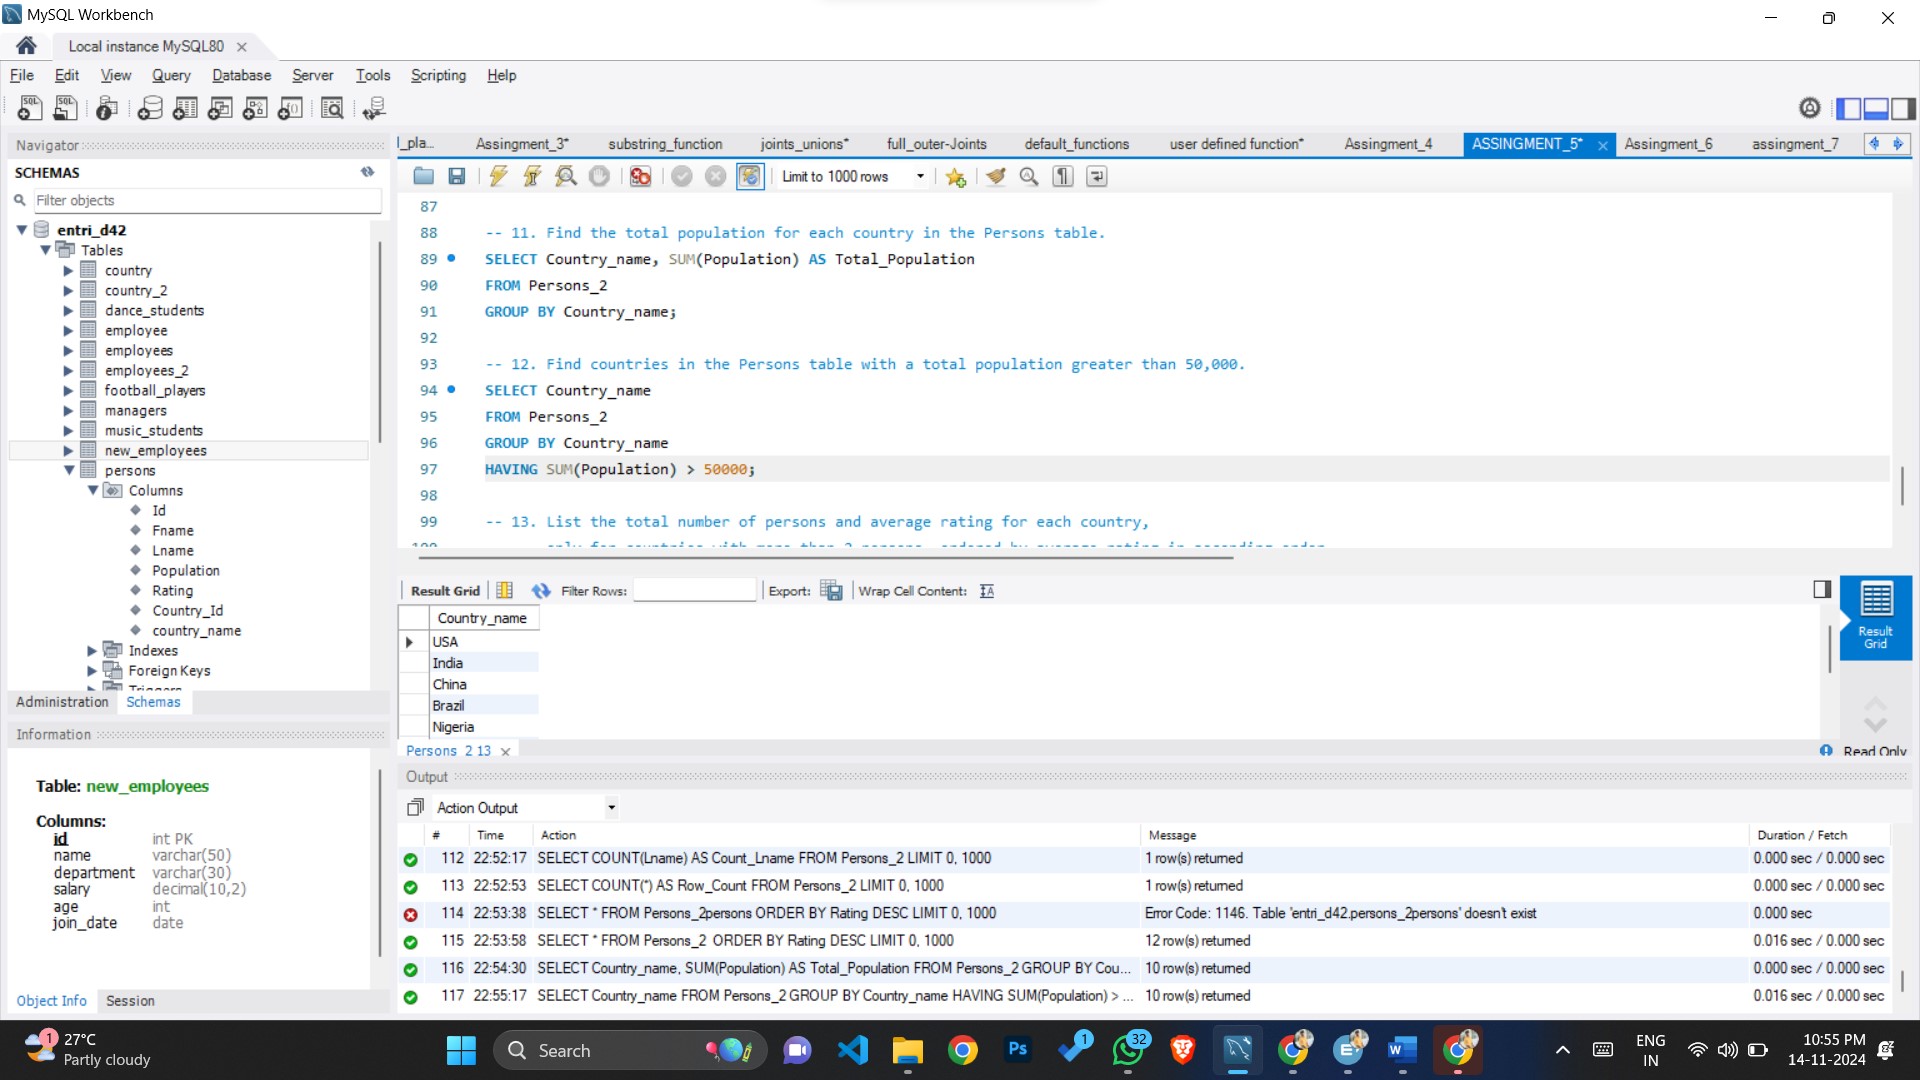 MySQL Workbench
Local instance MySQL80
File Edit View Query Database Server Tools Scripting Help
Navigator
SCHEMAS
Filter objects
entri_d42
Tables
country
country_2
dance_students
employee
employees
employees_2
football_players
managers
music_students
new_employees
persons
Columns
Id
Fname
Lname
Population
Rating
Country_Id
country_name
Indexes
Foreign Keys
Triggers
Administration Schemas
Information
Table: new_employees
Columns:
id int PK
name varchar(50)
department varchar(30)
salary decimal(10,2)
age int
join_date date
Object Info Session
l_pla... Assingment_3* substring_function joints_unions* full_outer-Joints default_functions user defined function* Assingment_4 ASSINGMENT_5* Assingment_6 assingment_7
Limit to 1000 rows
87
88 -- 11. Find the total population for each country in the Persons table.
89 SELECT Country_name, SUM(Population) AS Total_Population
90 FROM Persons_2
91 GROUP BY Country_name;
92
93 -- 12. Find countries in the Persons table with a total population greater than 50,000.
94 SELECT Country_name
95 FROM Persons_2
96 GROUP BY Country_name
97 HAVING SUM(Population) > 50000;
98
99 -- 13. List the total number of persons and average rating for each country,
Result Grid Filter Rows: Export: Wrap Cell Content:
Country_name
USA
India
China
Brazil
Nigeria
Result Grid
Persons_2 13
Read Only
Output
Action Output
# Time Action Message Duration / Fetch
112 22:52:17 SELECT COUNT(Lname) AS Count_Lname FROM Persons_2 LIMIT 0, 1000 1 row(s) returned 0.000 sec / 0.000 sec
113 22:52:53 SELECT COUNT(*) AS Row_Count FROM Persons_2 LIMIT 0, 1000 1 row(s) returned 0.000 sec / 0.000 sec
114 22:53:38 SELECT * FROM Persons_2persons ORDER BY Rating DESC LIMIT 0, 1000 Error Code: 1146. Table 'entri_d42.persons_2persons' doesn't exist 0.000 sec
115 22:53:58 SELECT * FROM Persons_2 ORDER BY Rating DESC LIMIT 0, 1000 12 row(s) returned 0.016 sec / 0.000 sec
116 22:54:30 SELECT Country_name, SUM(Population) AS Total_Population FROM Persons_2 GROUP BY Cou... 10 row(s) returned 0.000 sec / 0.000 sec
117 22:55:17 SELECT Country_name FROM Persons_2 GROUP BY Country_name HAVING SUM(Population) > ... 10 row(s) returned 0.016 sec / 0.000 sec
1
27°C
Partly cloudy
Search
Ps
1
32
ENG
IN
10:55 PM
14-11-2024